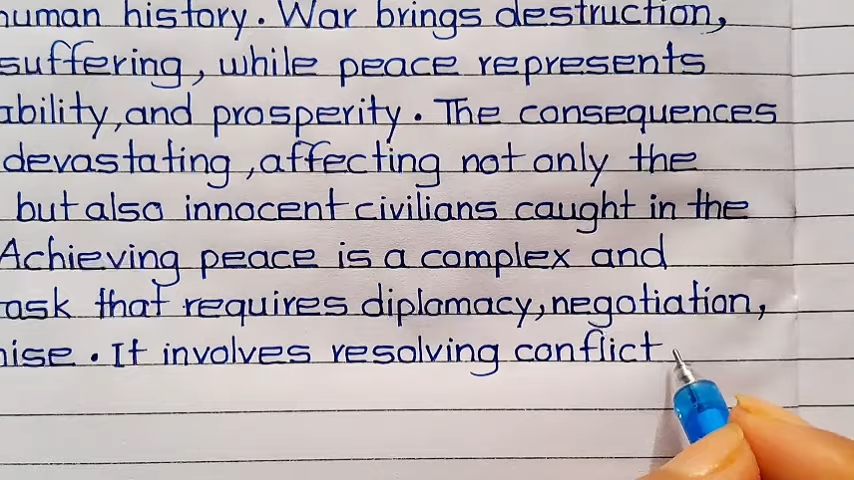 human history. War brings destruction,
suffering, while peace represents
ability, and prosperity. The consequences
devastating, affecting not only the
but also innocent civilians caught in the
Achieving peace is a complex and
ask that requires diplomacy, negotiation,
ise. It involves resolving conflict